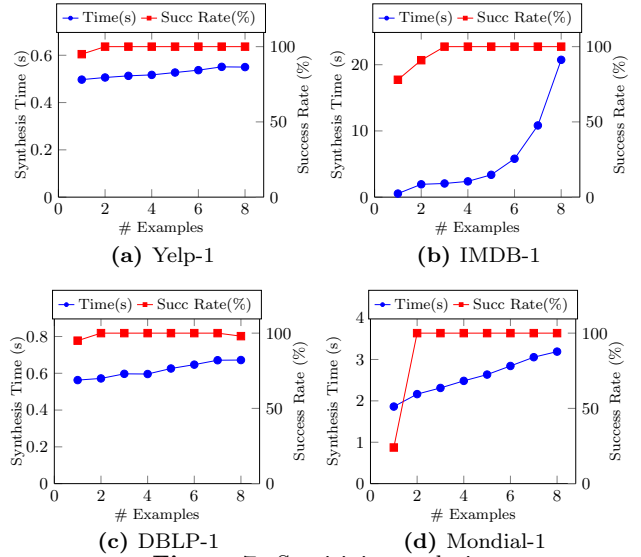 Time(s) Succ Rate(%)
Time(s) Succ Rate(%)
Synthesis Time (s)
0
0.2
0.4
0.6
0 2 4 6 8
# Examples
0
50
100
Success Rate (%)
(a) Yelp-1
Synthesis Time (s)
0
10
20
0 2 4 6 8
# Examples
0
50
100
Success Rate (%)
(b) IMDB-1
Time(s) Succ Rate(%)
Time(s) Succ Rate(%)
Synthesis Time (s)
0
0.2
0.4
0.6
0.8
0 2 4 6 8
# Examples
0
50
100
Success Rate (%)
(c) DBLP-1
Synthesis Time (s)
0
1
2
3
4
0 2 4 6 8
# Examples
0
50
100
Success Rate (%)
(d) Mondial-1